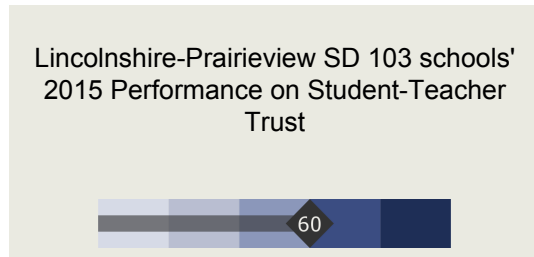 Lincolnshire-Prairieview SD 103 schools'
2015 Performance on Student-Teacher
Trust
60